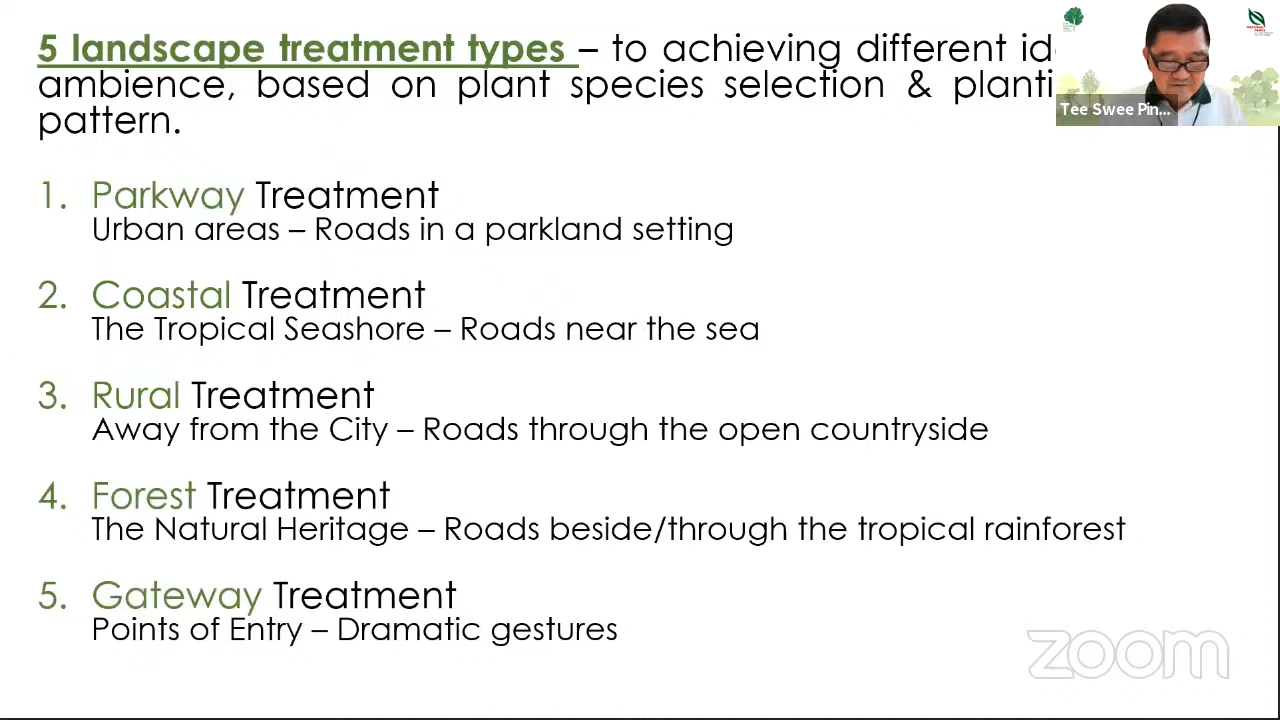 5 landscape treatment types – to achieving different
ambience, based on plant species selection &
pattern.
Tee Swee Pin...
1. Parkway Treatment
Urban areas – Roads in a parkland setting
2. Coastal Treatment
The Tropical Seashore – Roads near the sea
3. Rural Treatment
Away from the City – Roads through the open countryside
4. Forest Treatment
The Natural Heritage – Roads beside/through the tropical rainforest
5. Gateway Treatment
Points of Entry – Dramatic gestures
zoom